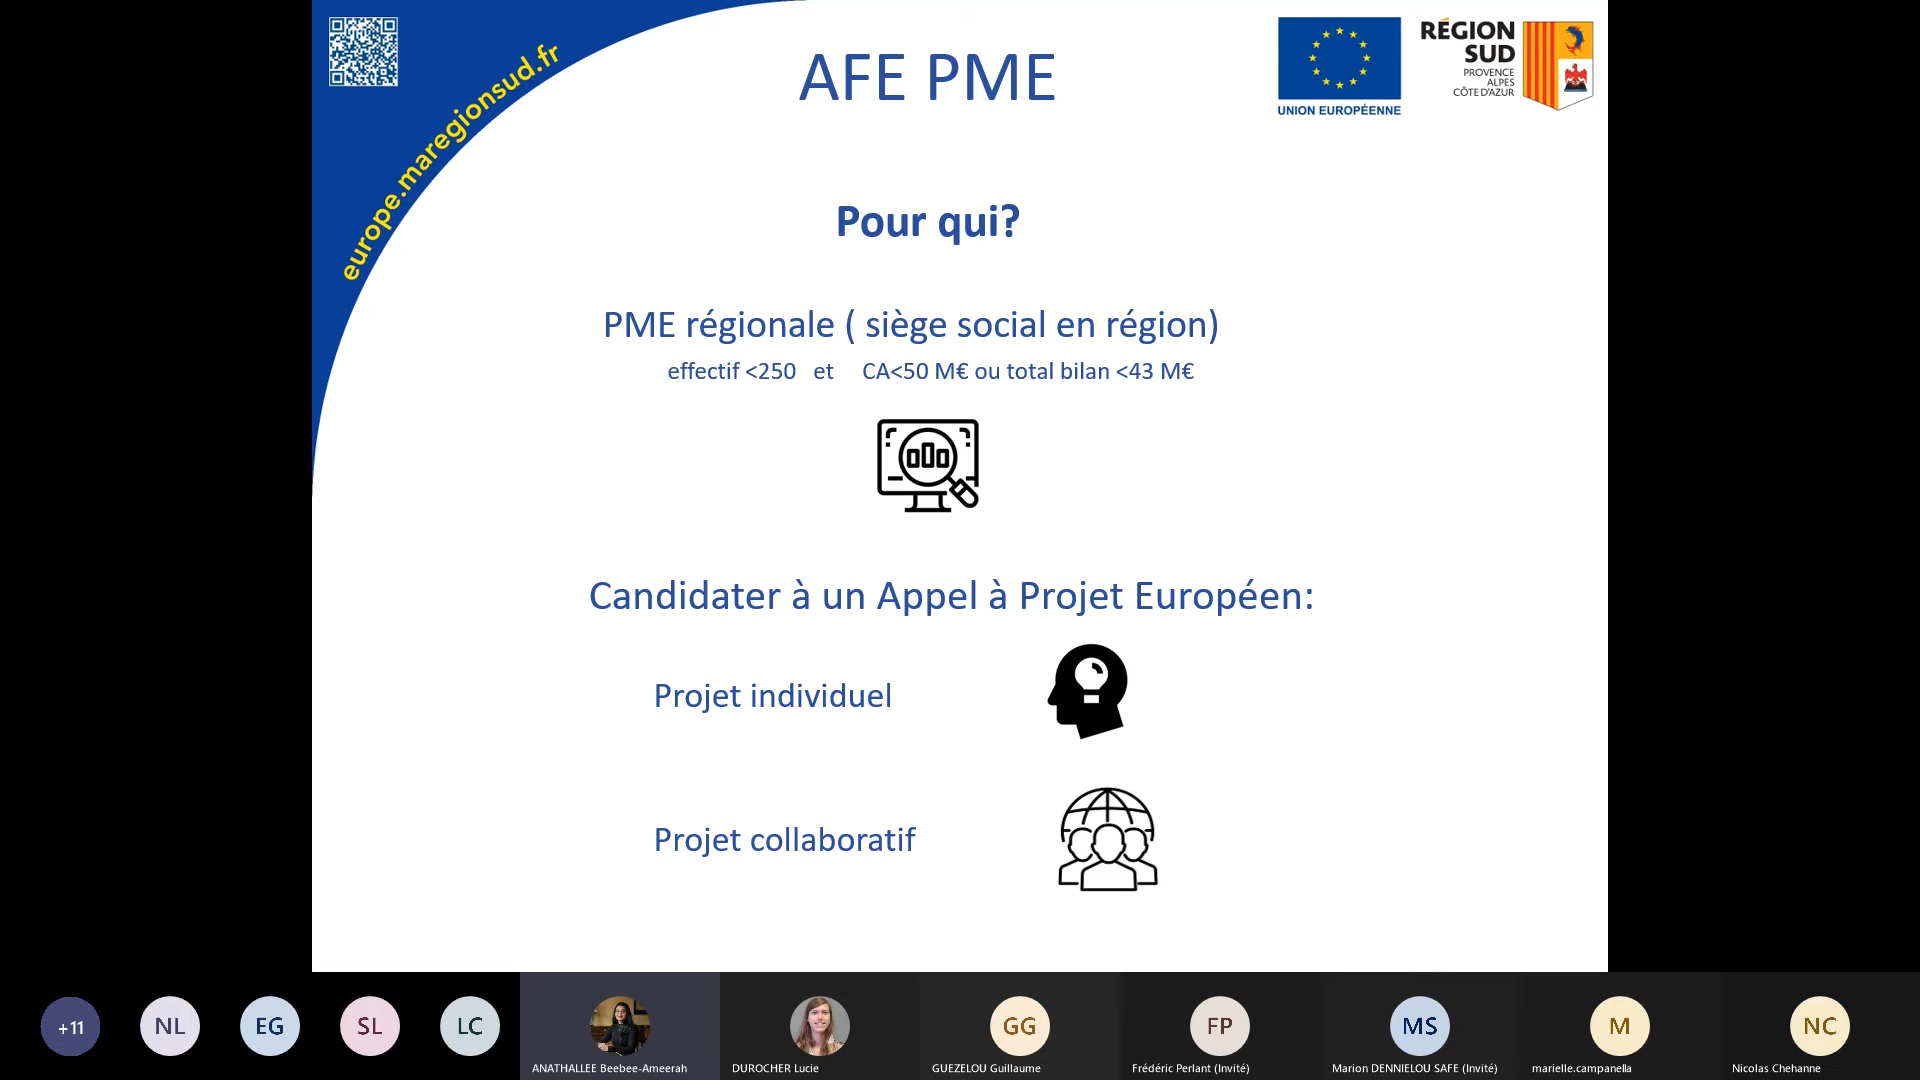 europe.maregionsud.fr
AFE PME
UNION EUROPÉENNE
RÉGION
SUD
PROVENCE
ALPES
CÔTE D'AZUR
Pour qui?
PME régionale ( siège social en région)
effectif <250 et CA<50 M€ ou total bilan <43 M€
Candidater à un Appel à Projet Européen:
Projet individuel
Projet collaboratif
+11
NL
EG
SL
LC
GG
FP
MS
M
NC
ANATHALLEE Beebee-Ameerah
DUROCHER Lucie
GUEZELOU Guillaume
Frédéric Perlant (Invité)
Marion DENNIELOU SAFE (Invité)
marielle.campanella
Nicolas Chehanne